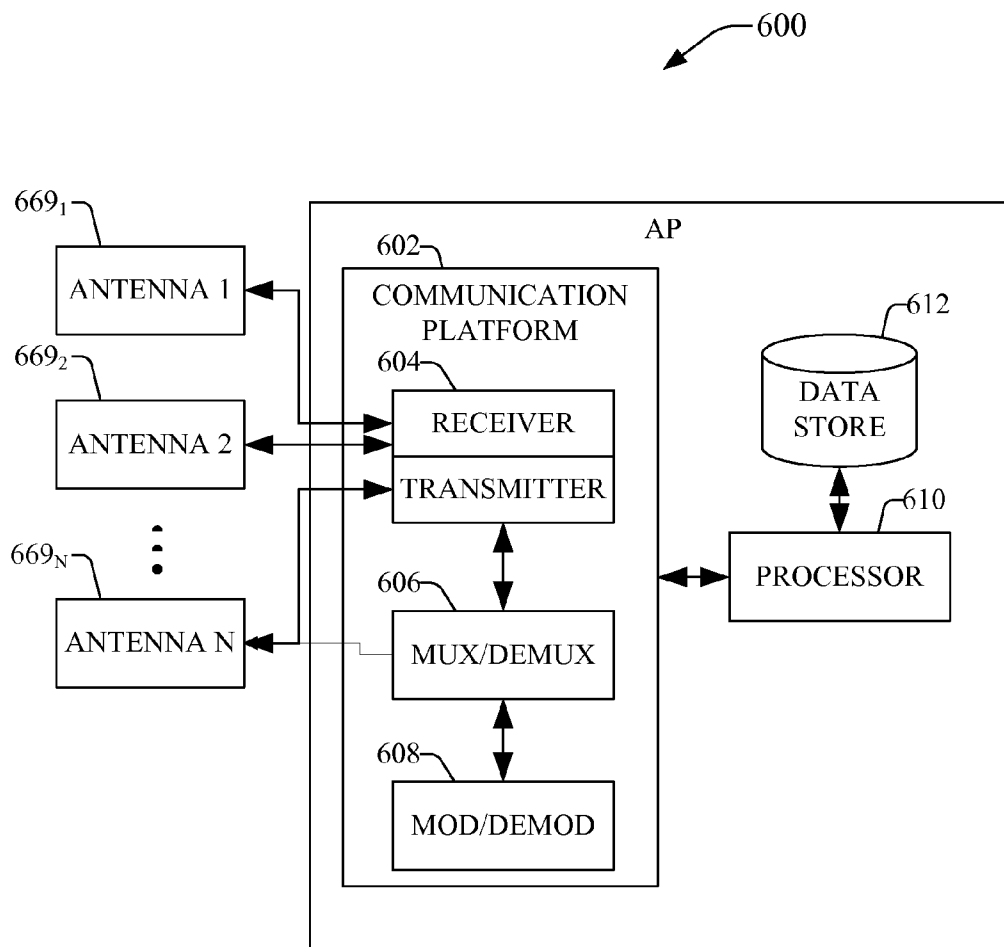 600
669₁
AP
602
ANTENNA 1
COMMUNICATION
PLATFORM
612
669₂
604
DATA
STORE
RECEIVER
ANTENNA 2
TRANSMITTER
610
669N
606
PROCESSOR
ANTENNA N
MUX/DEMUX
608
MOD/DEMOD